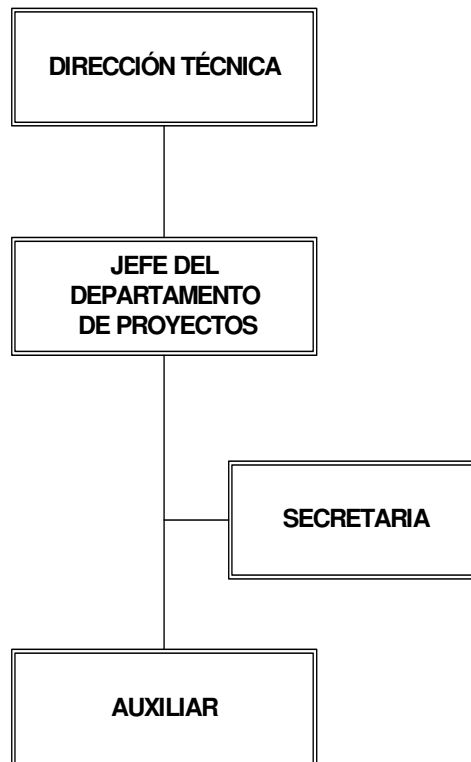 DIRECCIÓN TÉCNICA
JEFE DEL
DEPARTAMENTO
DE PROYECTOS
SECRETARIA
AUXILIAR